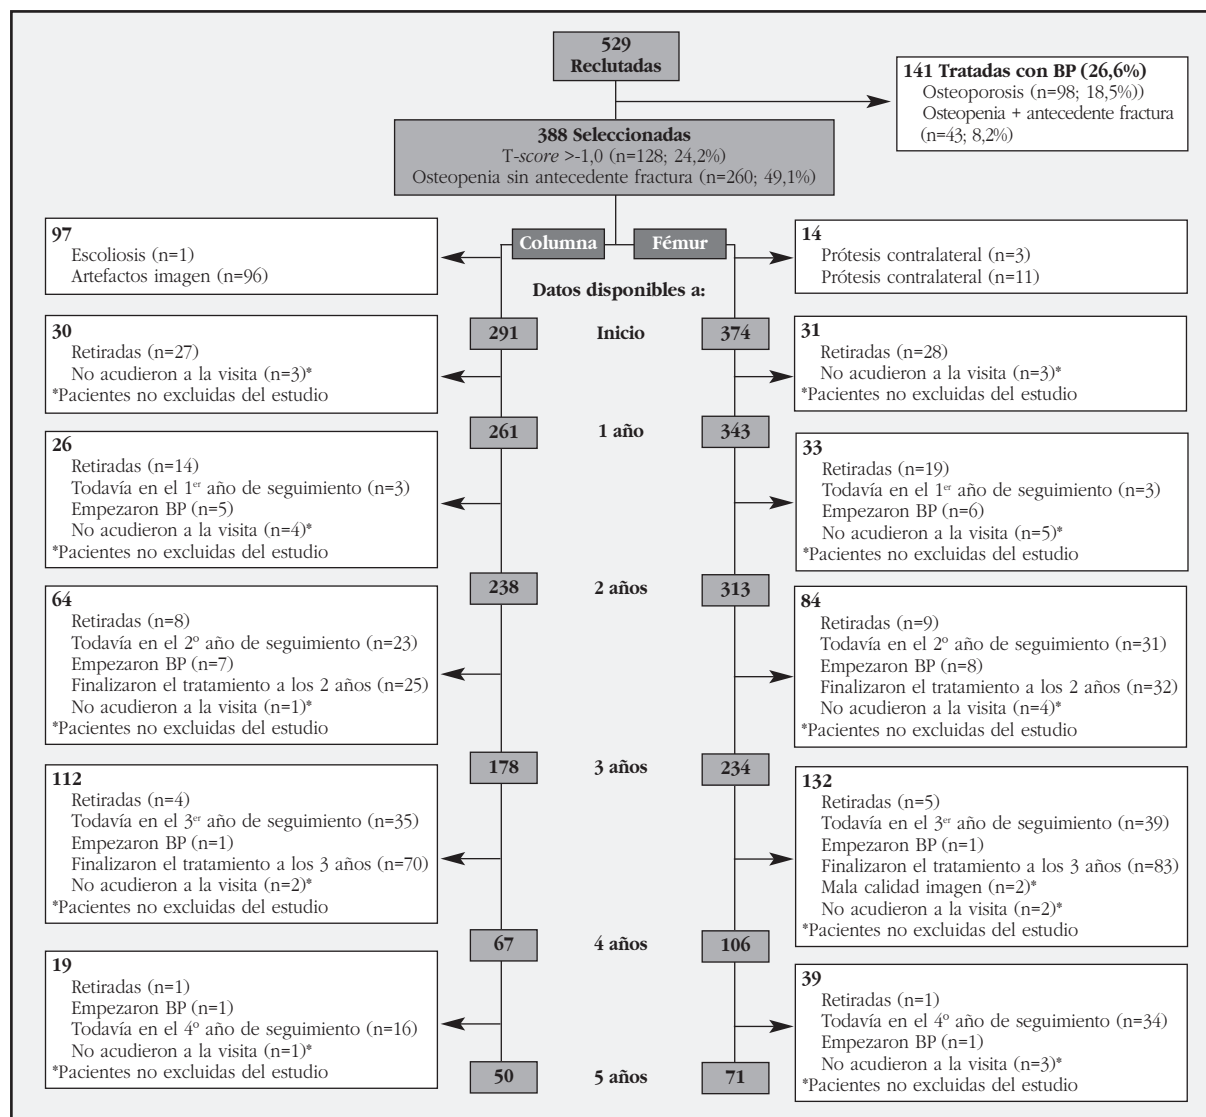 529
Reclutadas
141 Tratadas con BP (26,6%)
Osteoporosis (n=98; 18,5%))
Osteopenia + antecedente fractura
(n=43; 8,2%)
388 Seleccionadas
T-score >-1,0 (n=128; 24,2%)
Osteopenia sin antecedente fractura (n=260; 49,1%)
97
Escoliosis (n=1)
Artefactos imagen (n=96)
Columna
Fémur
14
Prótesis contralateral (n=3)
Prótesis contralateral (n=11)
Datos disponibles a:
291
Inicio
374
30
Retiradas (n=27)
No acudieron a la visita (n=3)*
*Pacientes no excluidas del estudio
31
Retiradas (n=28)
No acudieron a la visita (n=3)*
*Pacientes no excluidas del estudio
261
1 año
343
26
Retiradas (n=14)
Todavía en el 1er año de seguimiento (n=3)
Empezaron BP (n=5)
No acudieron a la visita (n=4)*
*Pacientes no excluidas del estudio
33
Retiradas (n=19)
Todavía en el 1er año de seguimiento (n=3)
Empezaron BP (n=6)
No acudieron a la visita (n=5)*
*Pacientes no excluidas del estudio
238
2 años
313
64
Retiradas (n=8)
Todavía en el 2º año de seguimiento (n=23)
Empezaron BP (n=7)
Finalizaron el tratamiento a los 2 años (n=25)
No acudieron a la visita (n=1)*
*Pacientes no excluidas del estudio
84
Retiradas (n=9)
Todavía en el 2º año de seguimiento (n=31)
Empezaron BP (n=8)
Finalizaron el tratamiento a los 2 años (n=32)
No acudieron a la visita (n=4)*
*Pacientes no excluidas del estudio
178
3 años
234
112
Retiradas (n=4)
Todavía en el 3er año de seguimiento (n=35)
Empezaron BP (n=1)
Finalizaron el tratamiento a los 3 años (n=70)
No acudieron a la visita (n=2)*
*Pacientes no excluidas del estudio
132
Retiradas (n=5)
Todavía en el 3er año de seguimiento (n=39)
Empezaron BP (n=1)
Finalizaron el tratamiento a los 3 años (n=83)
Mala calidad imagen (n=2)*
No acudieron a la visita (n=2)*
*Pacientes no excluidas del estudio
67
4 años
106
19
Retiradas (n=1)
Empezaron BP (n=1)
Todavía en el 4º año de seguimiento (n=16)
No acudieron a la visita (n=1)*
*Pacientes no excluidas del estudio
39
Retiradas (n=1)
Todavía en el 4º año de seguimiento (n=34)
Empezaron BP (n=1)
No acudieron a la visita (n=3)*
*Pacientes no excluidas del estudio
50
5 años
71